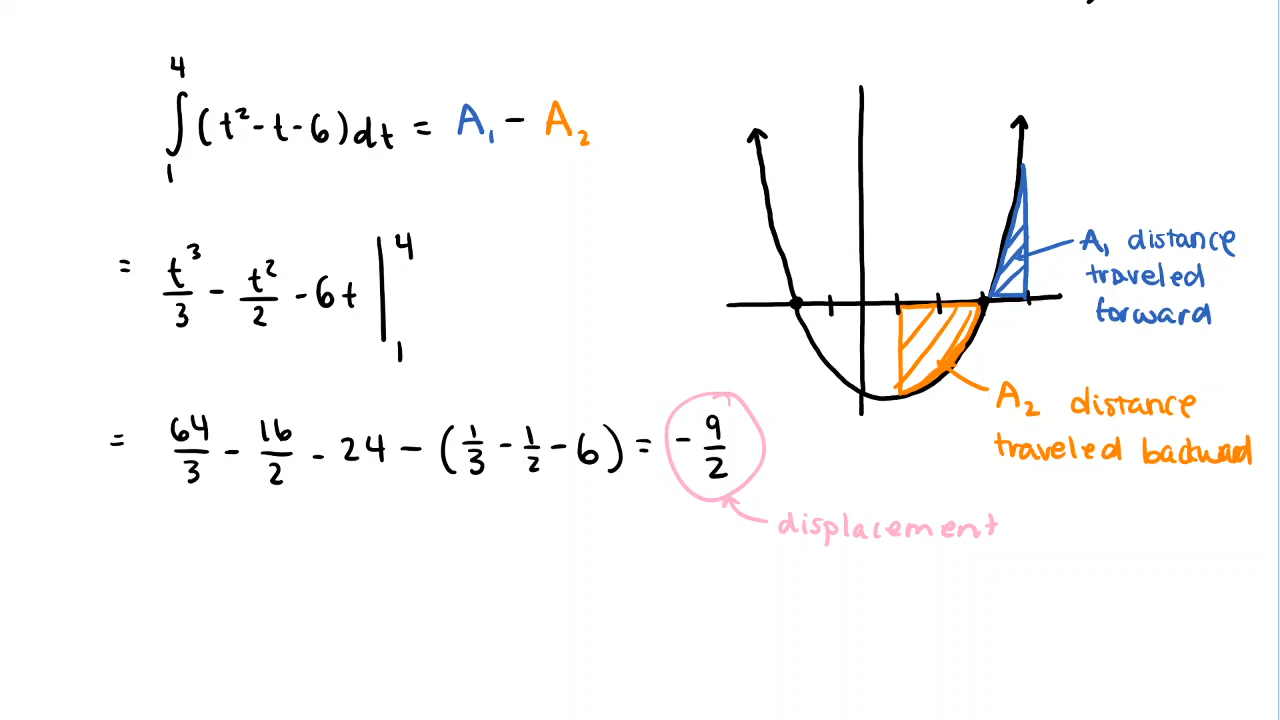 ∫₁⁴ (t² - t - 6) dt = A₁ - A₂
= t³/3 - t²/2 - 6t |₁⁴
= 64/3 - 16/2 - 24 - (1/3 - 1/2 - 6) = -9/2
displacement
A₁ distance
traveled
forward
A₂ distance
traveled backward